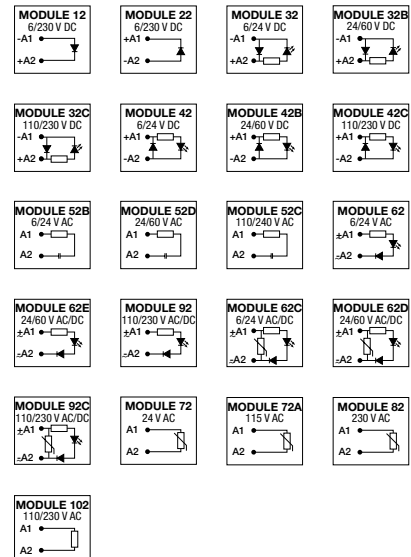 MODULE 12
6/230 V DC
-A1
+A2
MODULE 22
6/230 V DC
+A1
-A2
MODULE 32
6/24 V DC
-A1
+A2
MODULE 32B
24/60 V DC
-A1
+A2
MODULE 32C
110/230 V DC
-A1
+A2
MODULE 42
6/24 V DC
+A1
-A2
MODULE 42B
24/60 V DC
+A1
-A2
MODULE 42C
110/230 V DC
+A1
-A2
MODULE 52B
6/24 V AC
A1
A2
MODULE 52D
24/60 V AC
A1
A2
MODULE 52C
110/240 V AC
A1
A2
MODULE 62
6/24 V AC
±A1
±A2
MODULE 62E
24/60 V AC/DC
±A1
±A2
MODULE 92
110/230 V AC/DC
±A1
±A2
MODULE 62C
6/24 V AC/DC
±A1
±A2
MODULE 62D
24/60 V AC/DC
±A1
±A2
MODULE 92C
110/230 V AC/DC
±A1
±A2
MODULE 72
24 V AC
A1
A2
MODULE 72A
115 V AC
A1
A2
MODULE 82
230 V AC
A1
A2
MODULE 102
110/230 V AC
A1
A2